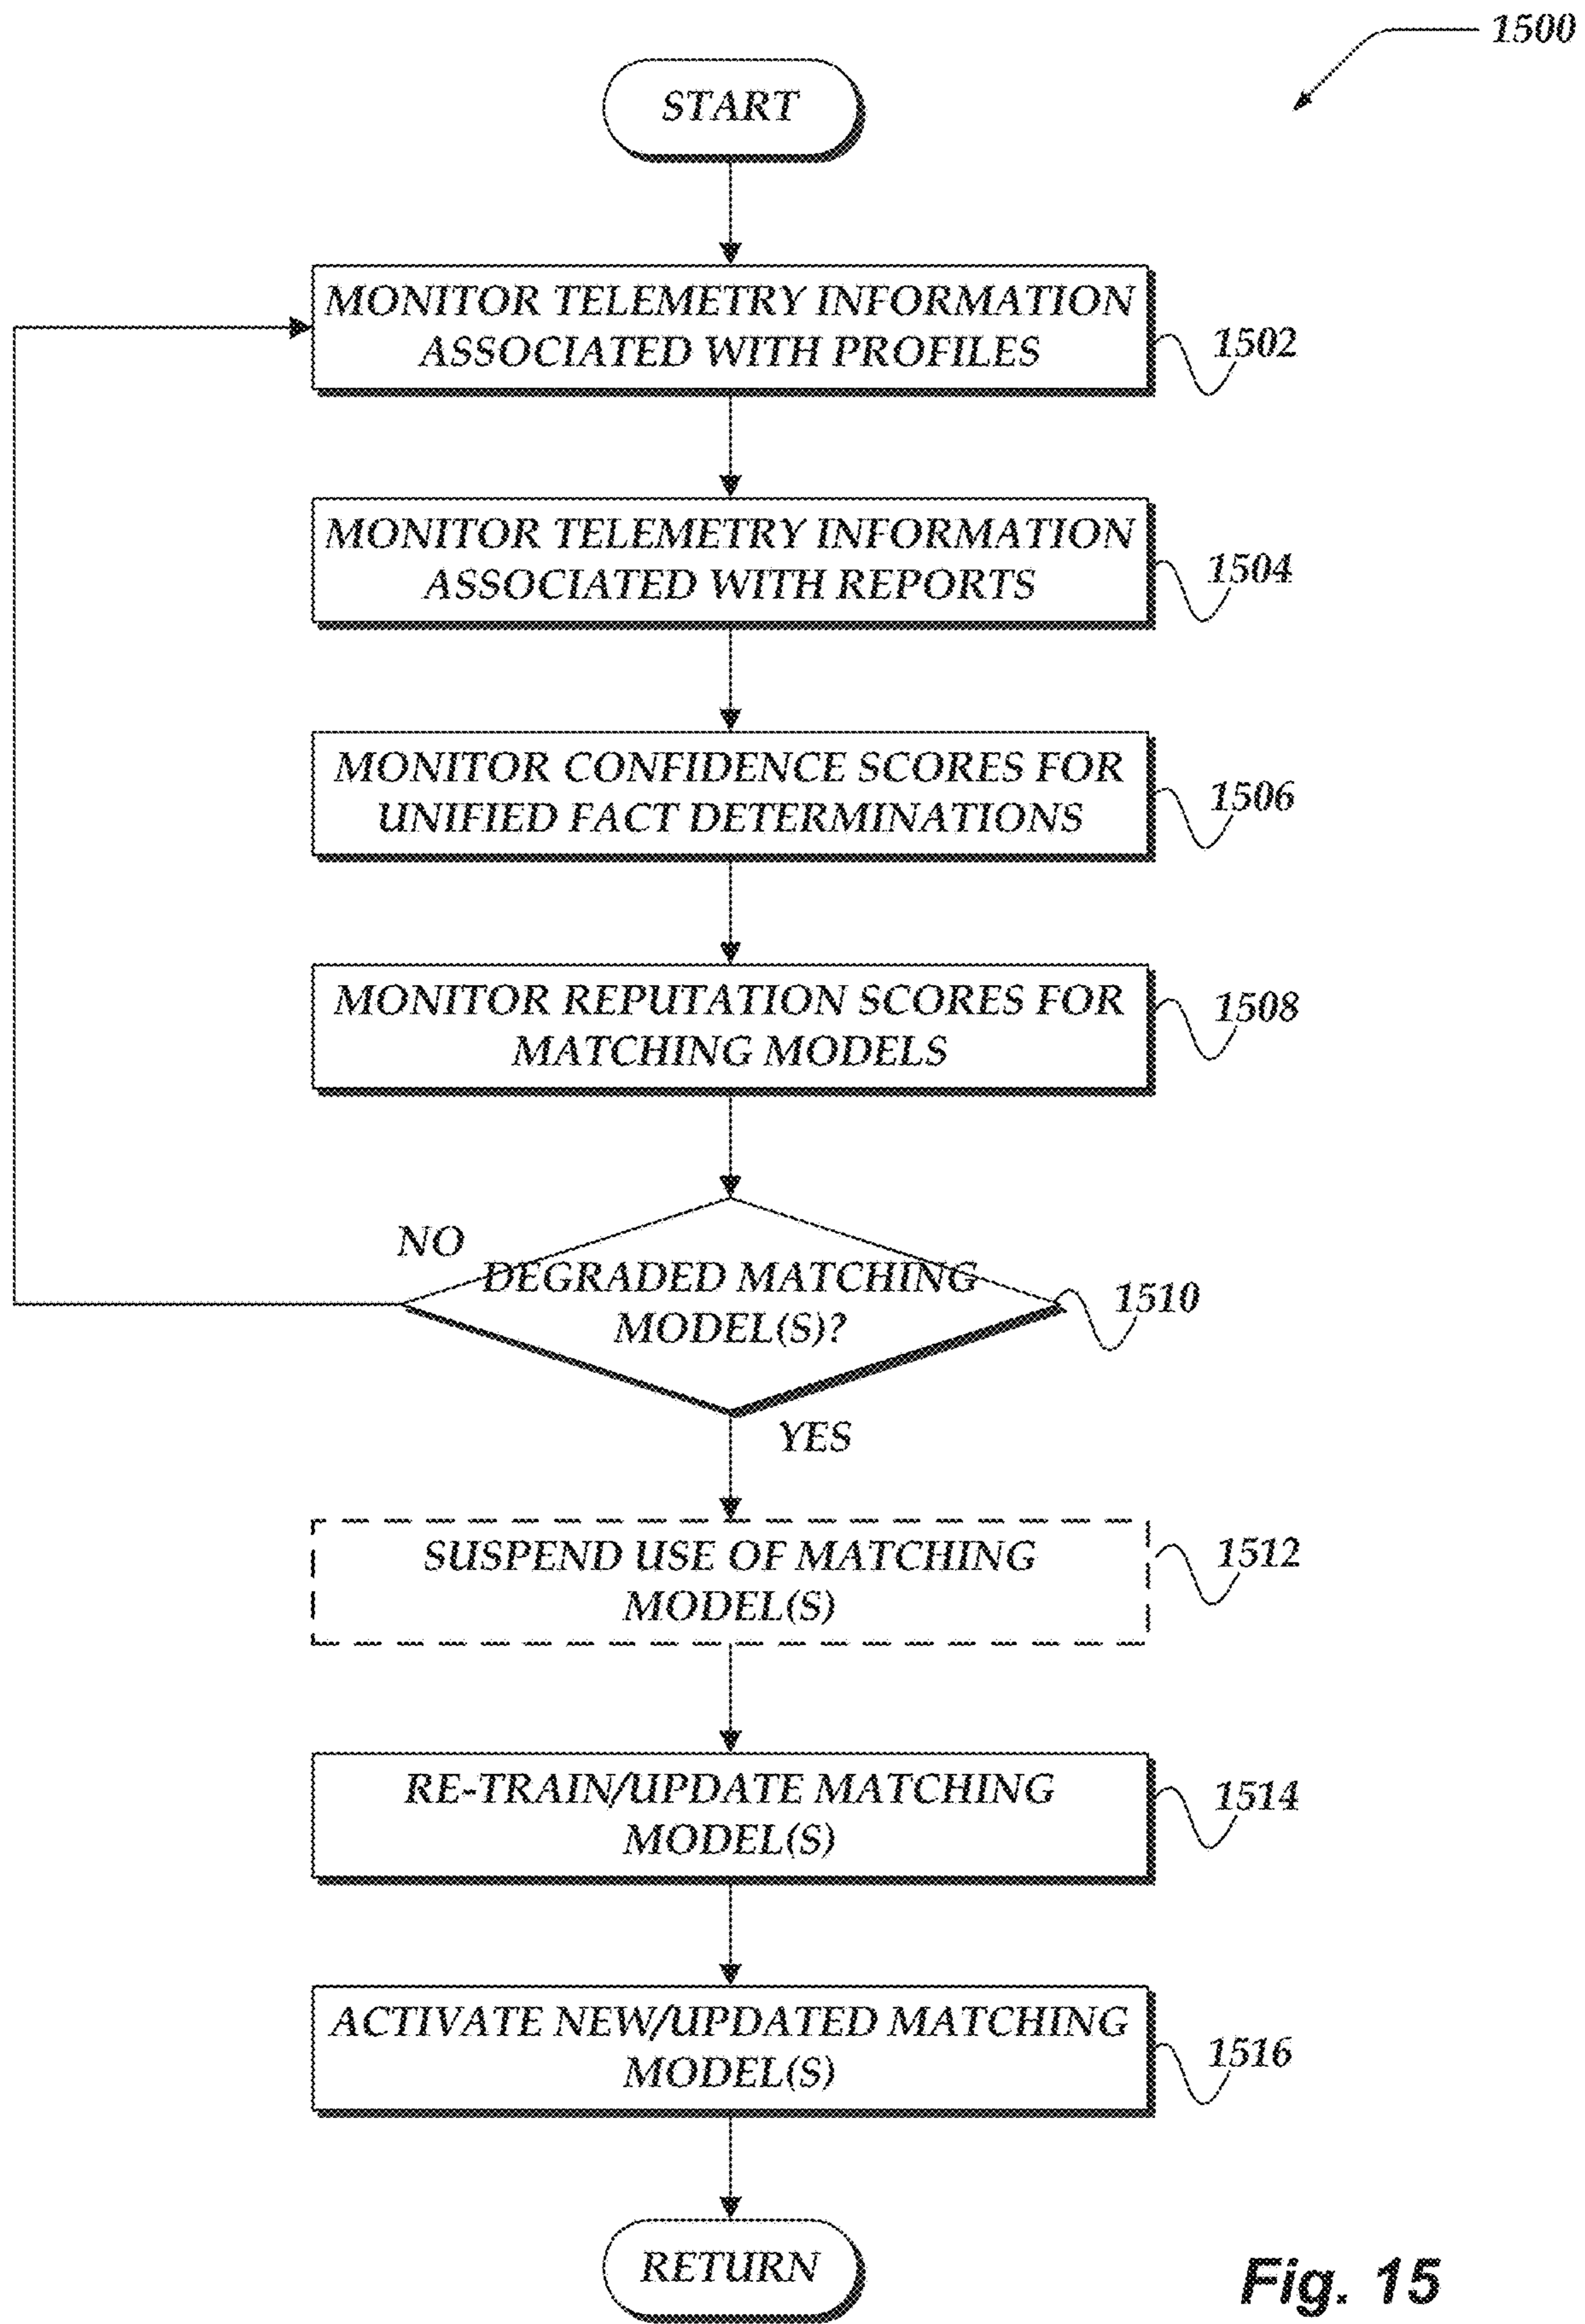 1500
START
MONITOR TELEMETRY INFORMATION
ASSOCIATED WITH PROFILES
1502
MONITOR TELEMETRY INFORMATION
ASSOCIATED WITH REPORTS
1504
MONITOR CONFIDENCE SCORES FOR
UNIFIED FACT DETERMINATIONS
1506
MONITOR REPUTATION SCORES FOR
MATCHING MODELS
1508
NO
DEGRADED MATCHING
MODEL(S)?
1510
YES
SUSPEND USE OF MATCHING
MODEL(S)
1512
RE-TRAIN/UPDATE MATCHING
MODEL(S)
1514
ACTIVATE NEW/UPDATED MATCHING
MODEL(S)
1516
RETURN
Fig. 15